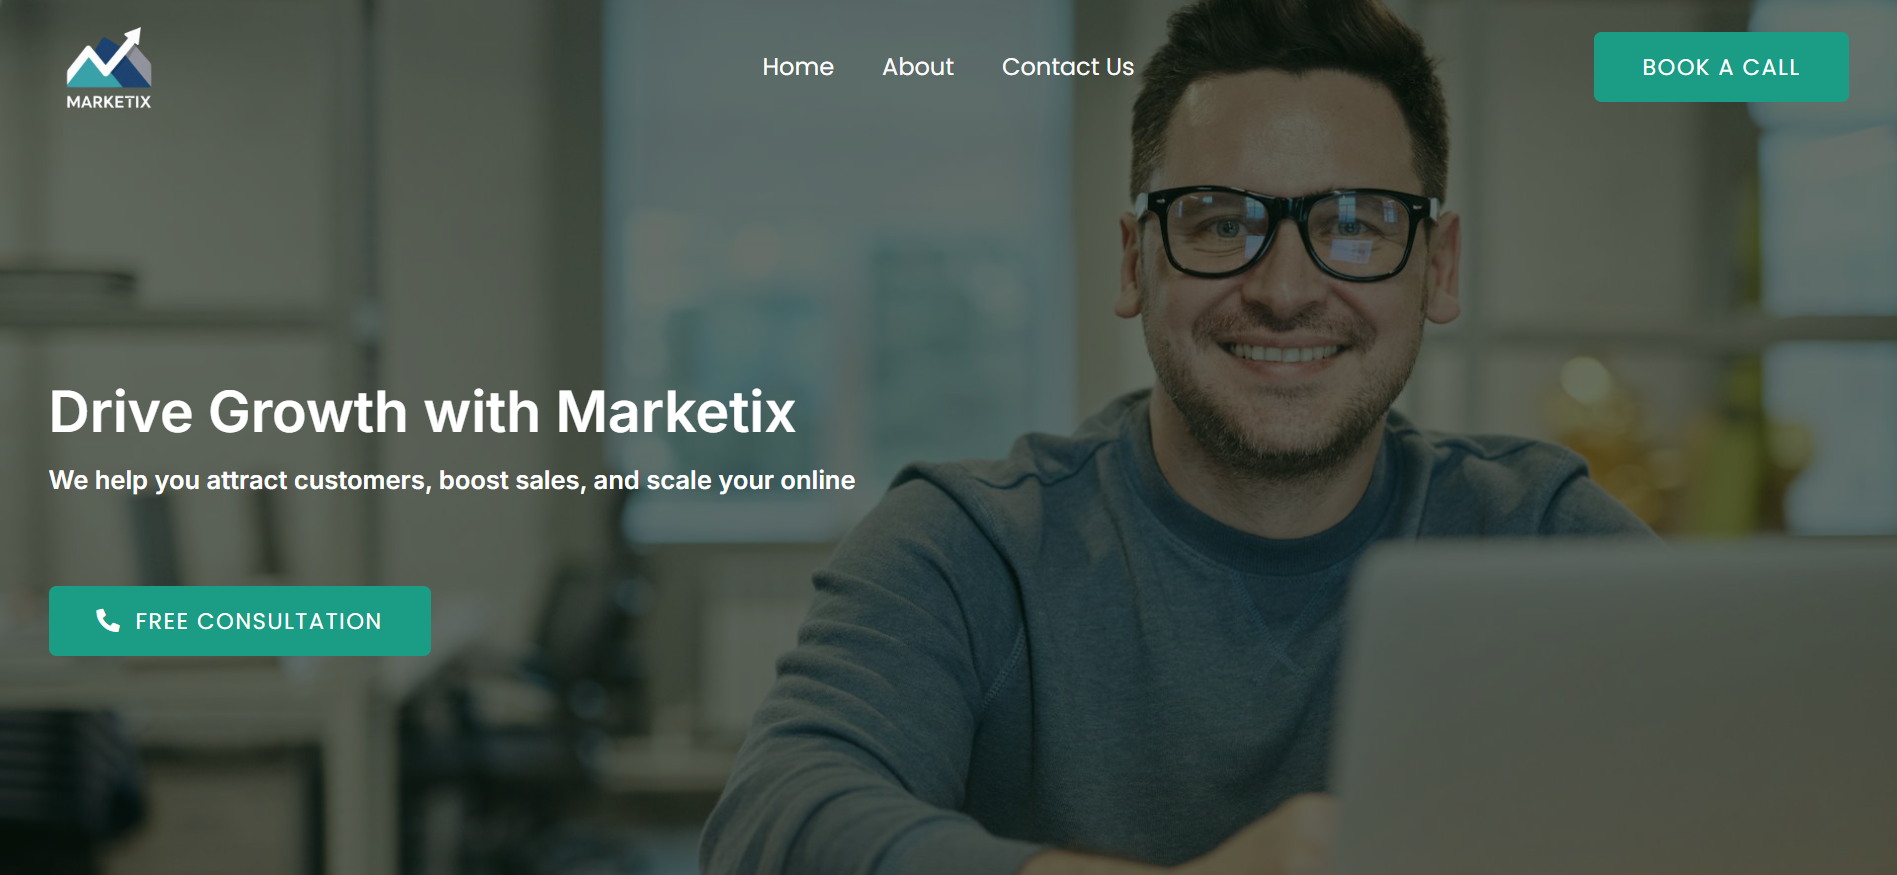 MARKETIX
Home About Contact Us
BOOK A CALL
Drive Growth with Marketix
We help you attract customers, boost sales, and scale your online
FREE CONSULTATION